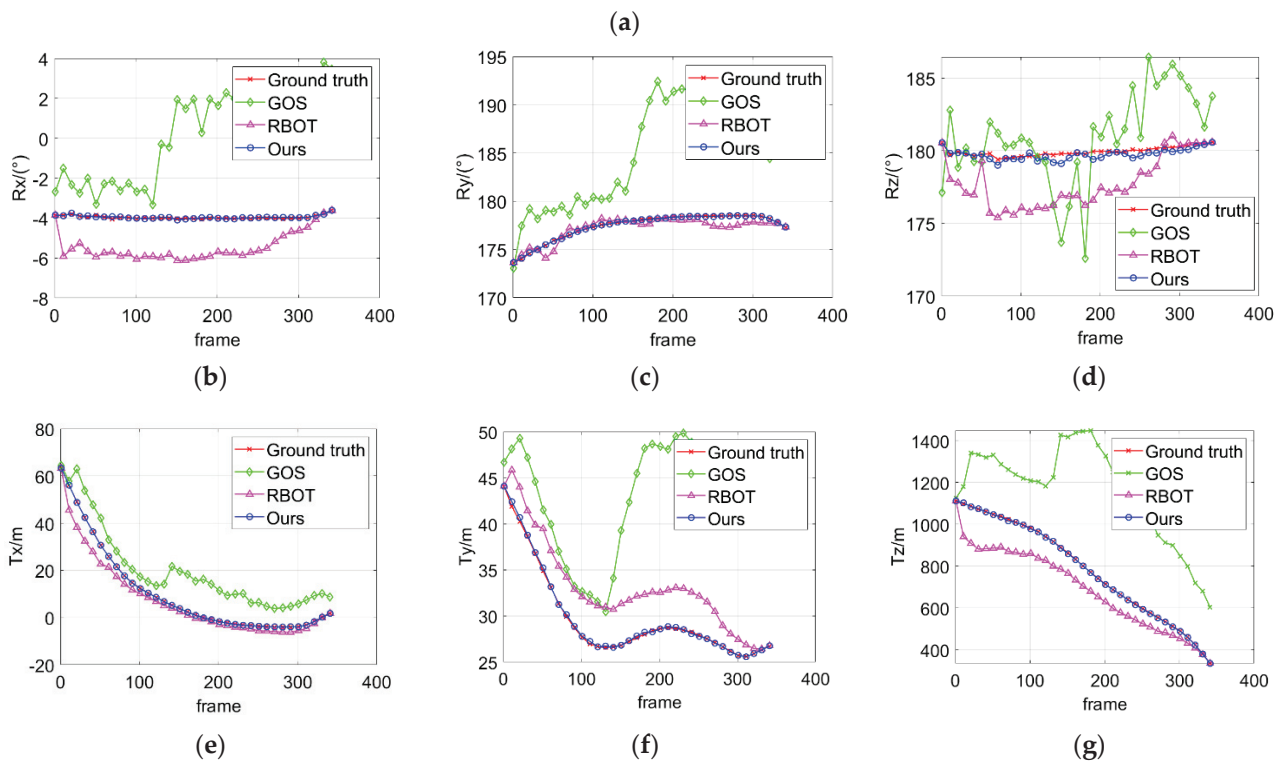 (a)
Rx/(°)
4
2
0
-2
-4
-6
-8
0 100 200 300 400
frame
Ground truth
GOS
RBOT
Ours
(b)
Ry/(°)
195
190
185
180
175
170
0 100 200 300 400
frame
Ground truth
GOS
RBOT
Ours
(c)
Rz/(°)
185
180
175
170
0 100 200 300 400
frame
Ground truth
GOS
RBOT
Ours
(d)
Tx/m
80
60
40
20
0
-20
0 100 200 300 400
frame
Ground truth
GOS
RBOT
Ours
(e)
Ty/m
50
45
40
35
30
25
0 100 200 300 400
frame
Ground truth
GOS
RBOT
Ours
(f)
Tz/m
1400
1200
1000
800
600
400
0 100 200 300 400
frame
Ground truth
GOS
RBOT
Ours
(g)